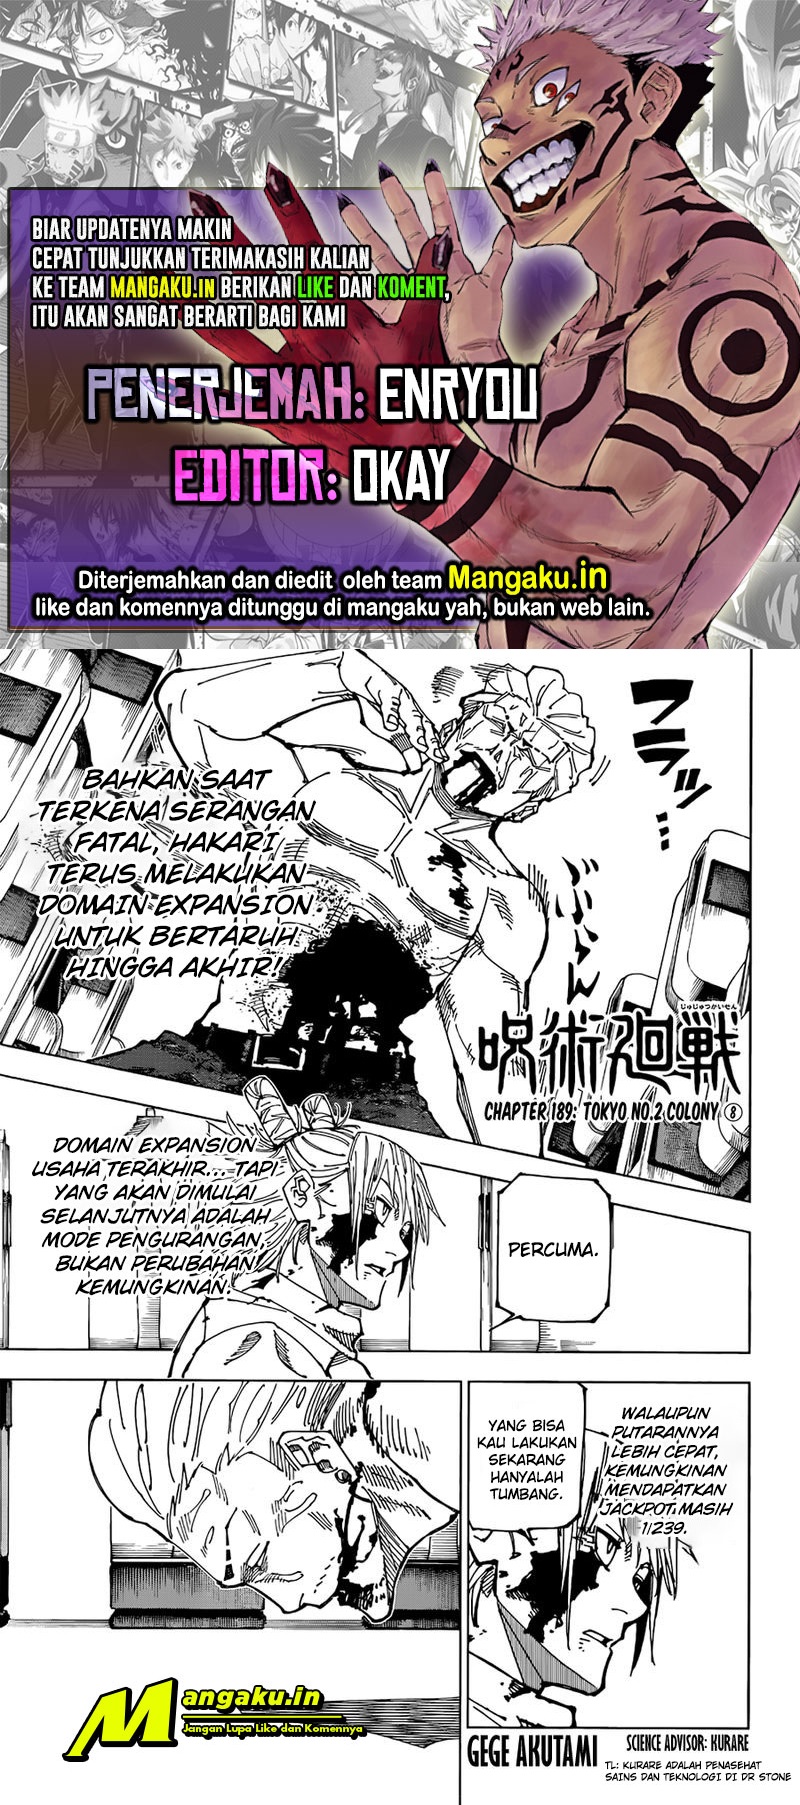 BIAR UPDATENYA MAKIN
CEPAT TUNJUKKAN TERIMAKASIH KALIAN
KE TEAM MANGAKU.IN BERIKAN LIKE DAN KOMENT,
ITU AKAN SANGAT BERARTI BAGI KAMI
PENERJEMAH: ENRYOU
EDITOR: OKAY
Diterjemahkan dan diedit oleh team Mangaku.in
like dan komennya ditunggu di mangaku yah, bukan web lain.
フラッ…
ぶらん
BAHKAN SAAT
TERKENA SERANGAN
FATAL, HAKARI
TERUS MELAKUKAN
DOMAIN EXPANSION
UNTUK BERTARUH
HINGGA AKHIR!
じゅじゅつかいせん
呪術廻戦
CHAPTER 189: TOKYO NO.2 COLONY ⑧
PERCUMA.
DOMAIN EXPANSION
USAHA TERAKHIR... TAPI
YANG AKAN DIMULAI
SELANJUTNYA ADALAH
MODE PENGURANGAN,
BUKAN PERUBAHAN
KEMUNGKINAN.
WALAUPUN
PUTARANNYA
LEBIH CEPAT,
KEMUNGKINAN
MENDAPATKAN
JACKPOT MASIH
1/239.
YANG BISA
KAU LAKUKAN
SEKARANG
HANYALAH
TUMBANG.
Mangaku.in
Jangan Lupa Like dan Komennya
GEGE AKUTAMI
SCIENCE ADVISOR: KURARE
TL: KURARE ADALAH PENASEHAT
SAINS DAN TEKNOLOGI DI DR STONE